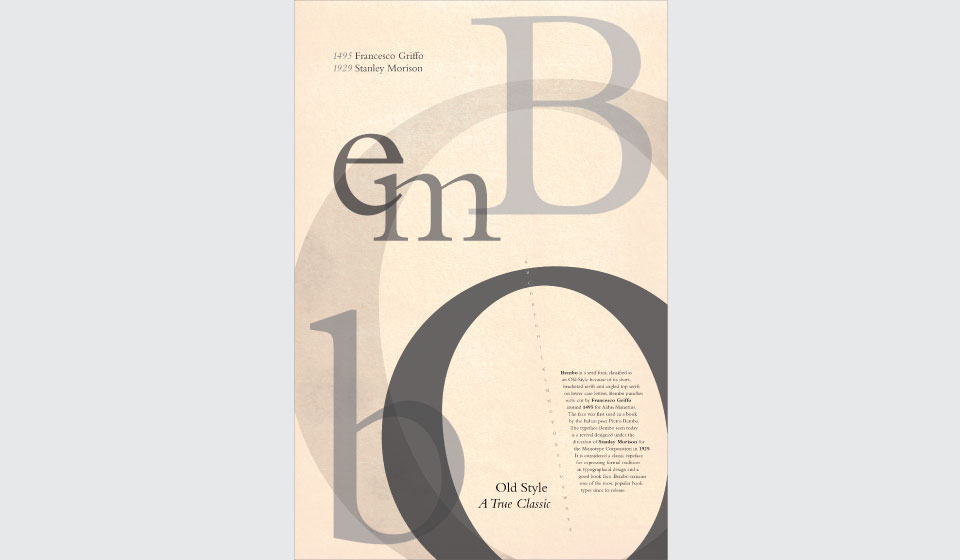 1495 Francesco Griffo
1929 Stanley Morison
B
e
m
b
o
Bembo is a serif font classified as
an Old Style because of its short,
bracketed serifs and angled top serifs
on lower case letters. Bembo punches
were cut by Francesco Griffo
around 1495 for Aldus Manutius.
The face was first used in a book
by the Italian poet Pietro Bembo.
The typeface Bembo seen today
is a revival designed under the
direction of Stanley Morison for
the Monotype Corporation in 1929.
It is considered a classic typeface
for expressing formal tradition
in typographical design and a
good book face. Bembo remains
one of the most popular book
types since its release.
Old Style
A True Classic